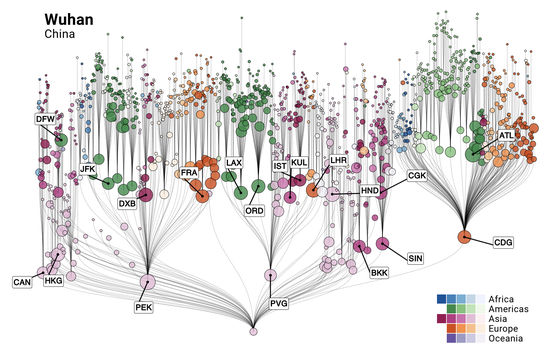 Wuhan
China
DFW
ATL
JFK
LAX
IST
KUL
LHR
FRA
CGK
HND
DXB
ORD
CDG
SIN
BKK
CAN
HKG
PEK
PVG
Africa
Americas
Asia
Europe
Oceania